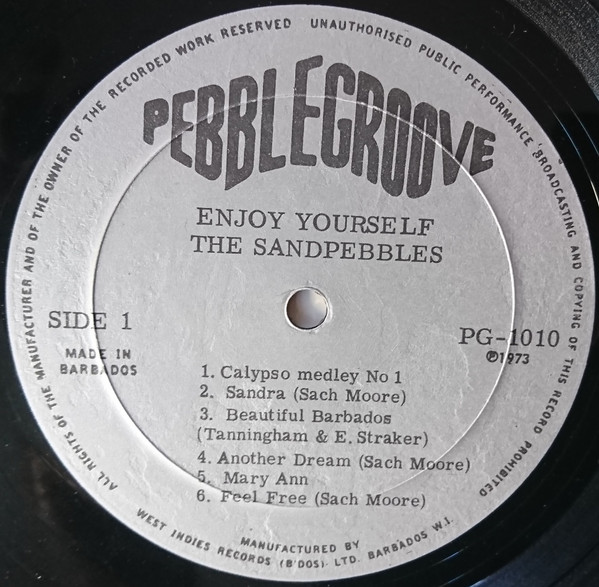 ALL RIGHTS OF THE MANUFACTURER AND OF THE OWNER OF THE RECORDED WORK RESERVED UNAUTHORISED PUBLIC PERFORMANCE BROADCASTING AND COPYING OF THIS RECORD PROHIBITED
PEBBLEGROOVE
ENJOY YOURSELF
THE SANDPEBBLES
SIDE 1
MADE IN
BARBADOS
PG-1010
℗1973
1. Calypso medley No 1
2. Sandra (Sach Moore)
3. Beautiful Barbados
(Tanningham & E. Straker)
4. Another Dream (Sach Moore)
5. Mary Ann
6. Feel Free (Sach Moore)
MANUFACTURED BY
WEST INDIES RECORDS (B'DOS). LTD. BARBADOS W.I.